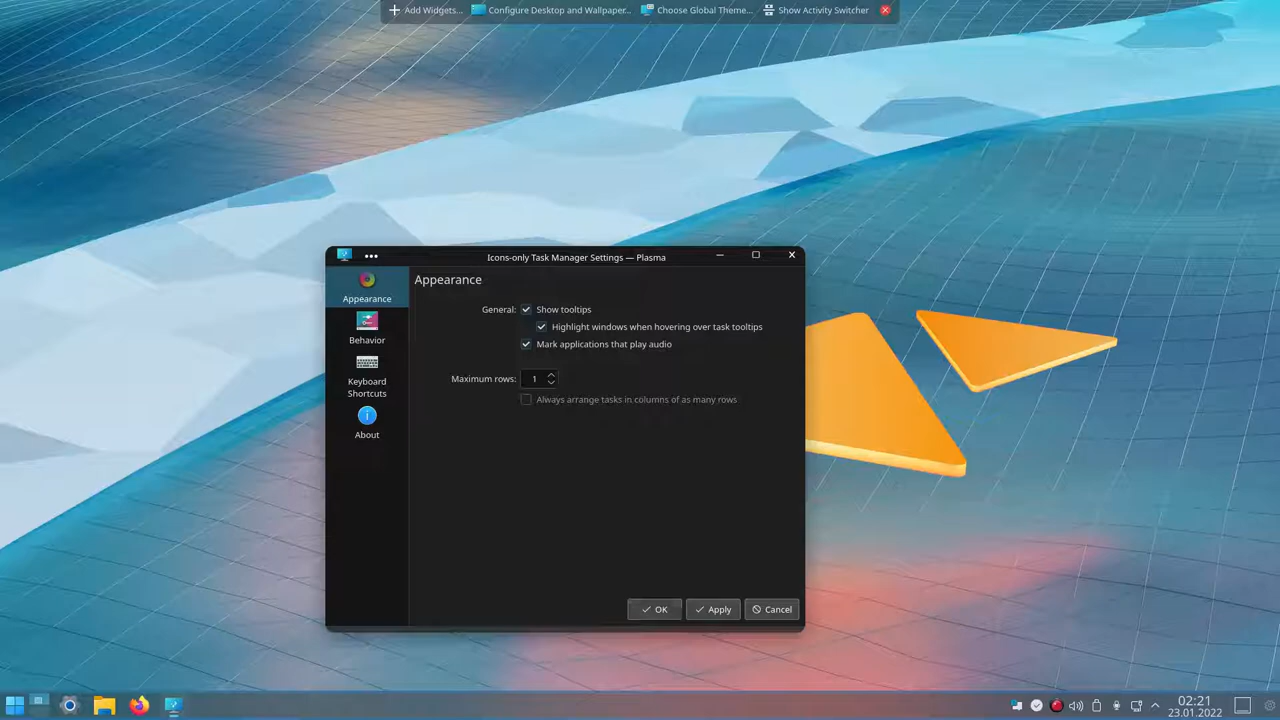 Add Widgets... Configure Desktop and Wallpaper... Choose Global Theme... Show Activity Switcher
Icons-only Task Manager Settings — Plasma
Appearance
Behavior
Keyboard
Shortcuts
About
Appearance
General: Show tooltips
Highlight windows when hovering over task tooltips
Mark applications that play audio
Maximum rows: 1
Always arrange tasks in columns of as many rows
OK Apply Cancel
02:21
23.01.2022